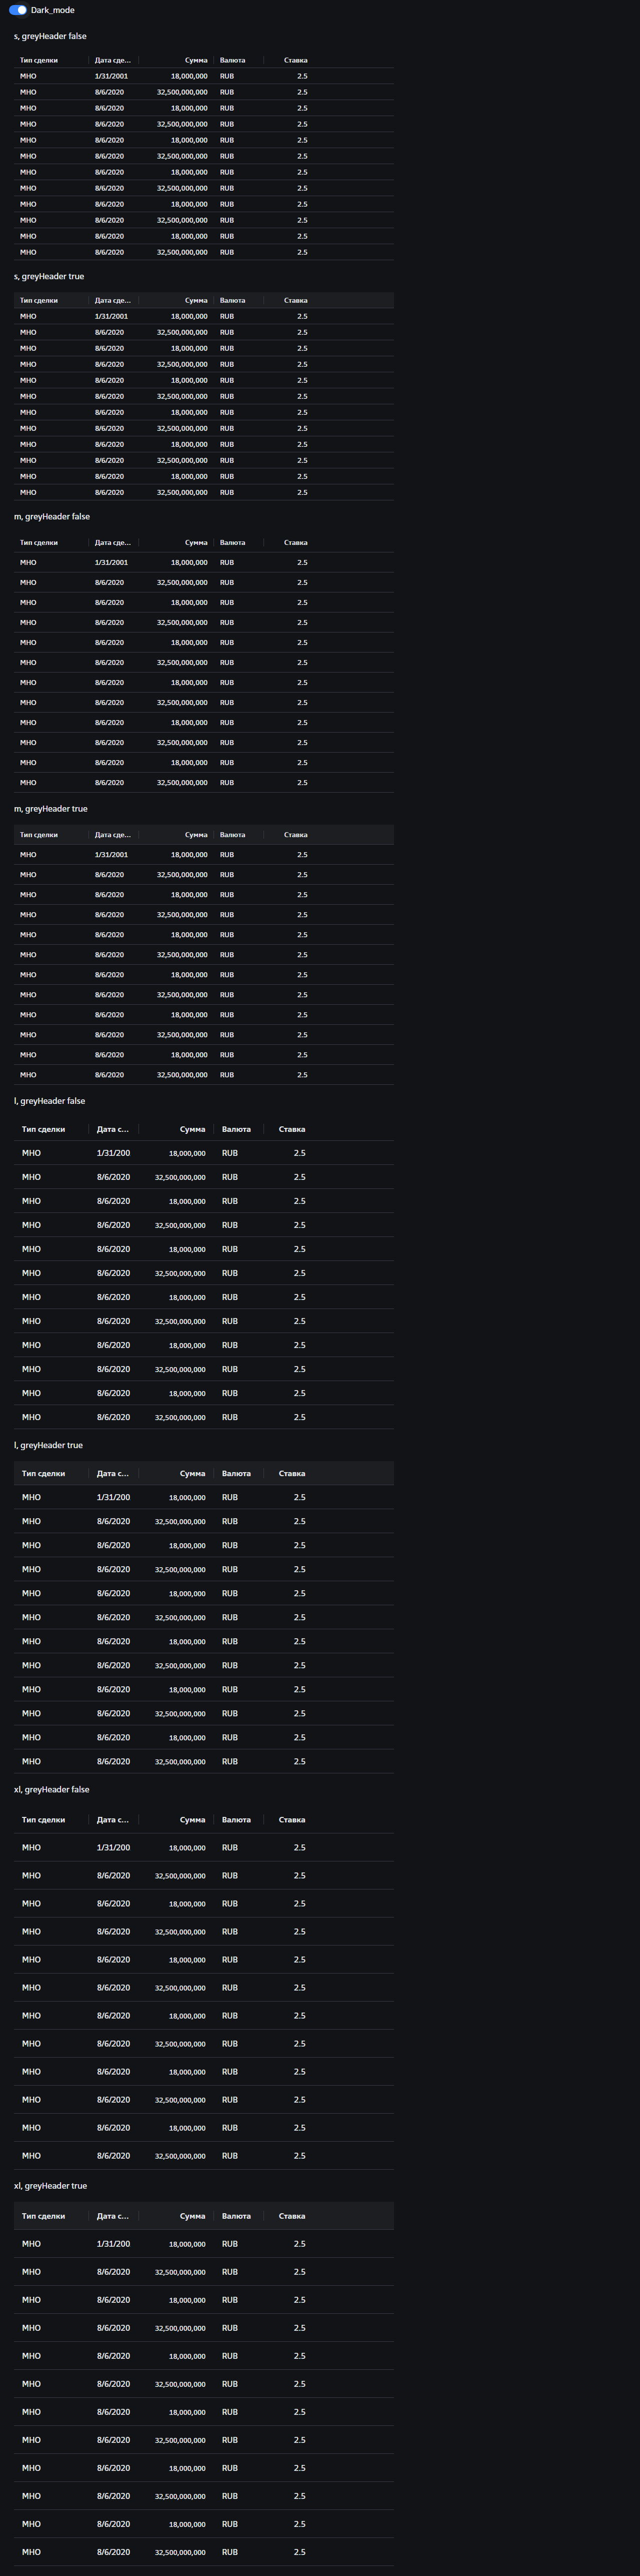 Dark_mode
s, greyHeader false
Тип сделки Дата сде... Сумма Валюта Ставка
МНО 1/31/2001 18,000,000 RUB 2.5
МНО 8/6/2020 32,500,000,000 RUB 2.5
МНО 8/6/2020 18,000,000 RUB 2.5
МНО 8/6/2020 32,500,000,000 RUB 2.5
МНО 8/6/2020 18,000,000 RUB 2.5
МНО 8/6/2020 32,500,000,000 RUB 2.5
МНО 8/6/2020 18,000,000 RUB 2.5
МНО 8/6/2020 32,500,000,000 RUB 2.5
МНО 8/6/2020 18,000,000 RUB 2.5
МНО 8/6/2020 32,500,000,000 RUB 2.5
МНО 8/6/2020 18,000,000 RUB 2.5
МНО 8/6/2020 32,500,000,000 RUB 2.5
s, greyHeader true
Тип сделки Дата сде... Сумма Валюта Ставка
МНО 1/31/2001 18,000,000 RUB 2.5
МНО 8/6/2020 32,500,000,000 RUB 2.5
МНО 8/6/2020 18,000,000 RUB 2.5
МНО 8/6/2020 32,500,000,000 RUB 2.5
МНО 8/6/2020 18,000,000 RUB 2.5
МНО 8/6/2020 32,500,000,000 RUB 2.5
МНО 8/6/2020 18,000,000 RUB 2.5
МНО 8/6/2020 32,500,000,000 RUB 2.5
МНО 8/6/2020 18,000,000 RUB 2.5
МНО 8/6/2020 32,500,000,000 RUB 2.5
МНО 8/6/2020 18,000,000 RUB 2.5
МНО 8/6/2020 32,500,000,000 RUB 2.5
m, greyHeader false
Тип сделки Дата сде... Сумма Валюта Ставка
МНО 1/31/2001 18,000,000 RUB 2.5
МНО 8/6/2020 32,500,000,000 RUB 2.5
МНО 8/6/2020 18,000,000 RUB 2.5
МНО 8/6/2020 32,500,000,000 RUB 2.5
МНО 8/6/2020 18,000,000 RUB 2.5
МНО 8/6/2020 32,500,000,000 RUB 2.5
МНО 8/6/2020 18,000,000 RUB 2.5
МНО 8/6/2020 32,500,000,000 RUB 2.5
МНО 8/6/2020 18,000,000 RUB 2.5
МНО 8/6/2020 32,500,000,000 RUB 2.5
МНО 8/6/2020 18,000,000 RUB 2.5
МНО 8/6/2020 32,500,000,000 RUB 2.5
m, greyHeader true
Тип сделки Дата сде... Сумма Валюта Ставка
МНО 1/31/2001 18,000,000 RUB 2.5
МНО 8/6/2020 32,500,000,000 RUB 2.5
МНО 8/6/2020 18,000,000 RUB 2.5
МНО 8/6/2020 32,500,000,000 RUB 2.5
МНО 8/6/2020 18,000,000 RUB 2.5
МНО 8/6/2020 32,500,000,000 RUB 2.5
МНО 8/6/2020 18,000,000 RUB 2.5
МНО 8/6/2020 32,500,000,000 RUB 2.5
МНО 8/6/2020 18,000,000 RUB 2.5
МНО 8/6/2020 32,500,000,000 RUB 2.5
МНО 8/6/2020 18,000,000 RUB 2.5
МНО 8/6/2020 32,500,000,000 RUB 2.5
l, greyHeader false
Тип сделки Дата с... Сумма Валюта Ставка
МНО 1/31/200 18,000,000 RUB 2.5
МНО 8/6/2020 32,500,000,000 RUB 2.5
МНО 8/6/2020 18,000,000 RUB 2.5
МНО 8/6/2020 32,500,000,000 RUB 2.5
МНО 8/6/2020 18,000,000 RUB 2.5
МНО 8/6/2020 32,500,000,000 RUB 2.5
МНО 8/6/2020 18,000,000 RUB 2.5
МНО 8/6/2020 32,500,000,000 RUB 2.5
МНО 8/6/2020 18,000,000 RUB 2.5
МНО 8/6/2020 32,500,000,000 RUB 2.5
МНО 8/6/2020 18,000,000 RUB 2.5
МНО 8/6/2020 32,500,000,000 RUB 2.5
l, greyHeader true
Тип сделки Дата с... Сумма Валюта Ставка
МНО 1/31/200 18,000,000 RUB 2.5
МНО 8/6/2020 32,500,000,000 RUB 2.5
МНО 8/6/2020 18,000,000 RUB 2.5
МНО 8/6/2020 32,500,000,000 RUB 2.5
МНО 8/6/2020 18,000,000 RUB 2.5
МНО 8/6/2020 32,500,000,000 RUB 2.5
МНО 8/6/2020 18,000,000 RUB 2.5
МНО 8/6/2020 32,500,000,000 RUB 2.5
МНО 8/6/2020 18,000,000 RUB 2.5
МНО 8/6/2020 32,500,000,000 RUB 2.5
МНО 8/6/2020 18,000,000 RUB 2.5
МНО 8/6/2020 32,500,000,000 RUB 2.5
xl, greyHeader false
Тип сделки Дата с... Сумма Валюта Ставка
МНО 1/31/200 18,000,000 RUB 2.5
МНО 8/6/2020 32,500,000,000 RUB 2.5
МНО 8/6/2020 18,000,000 RUB 2.5
МНО 8/6/2020 32,500,000,000 RUB 2.5
МНО 8/6/2020 18,000,000 RUB 2.5
МНО 8/6/2020 32,500,000,000 RUB 2.5
МНО 8/6/2020 18,000,000 RUB 2.5
МНО 8/6/2020 32,500,000,000 RUB 2.5
МНО 8/6/2020 18,000,000 RUB 2.5
МНО 8/6/2020 32,500,000,000 RUB 2.5
МНО 8/6/2020 18,000,000 RUB 2.5
МНО 8/6/2020 32,500,000,000 RUB 2.5
xl, greyHeader true
Тип сделки Дата с... Сумма Валюта Ставка
МНО 1/31/200 18,000,000 RUB 2.5
МНО 8/6/2020 32,500,000,000 RUB 2.5
МНО 8/6/2020 18,000,000 RUB 2.5
МНО 8/6/2020 32,500,000,000 RUB 2.5
МНО 8/6/2020 18,000,000 RUB 2.5
МНО 8/6/2020 32,500,000,000 RUB 2.5
МНО 8/6/2020 18,000,000 RUB 2.5
МНО 8/6/2020 32,500,000,000 RUB 2.5
МНО 8/6/2020 18,000,000 RUB 2.5
МНО 8/6/2020 32,500,000,000 RUB 2.5
МНО 8/6/2020 18,000,000 RUB 2.5
МНО 8/6/2020 32,500,000,000 RUB 2.5